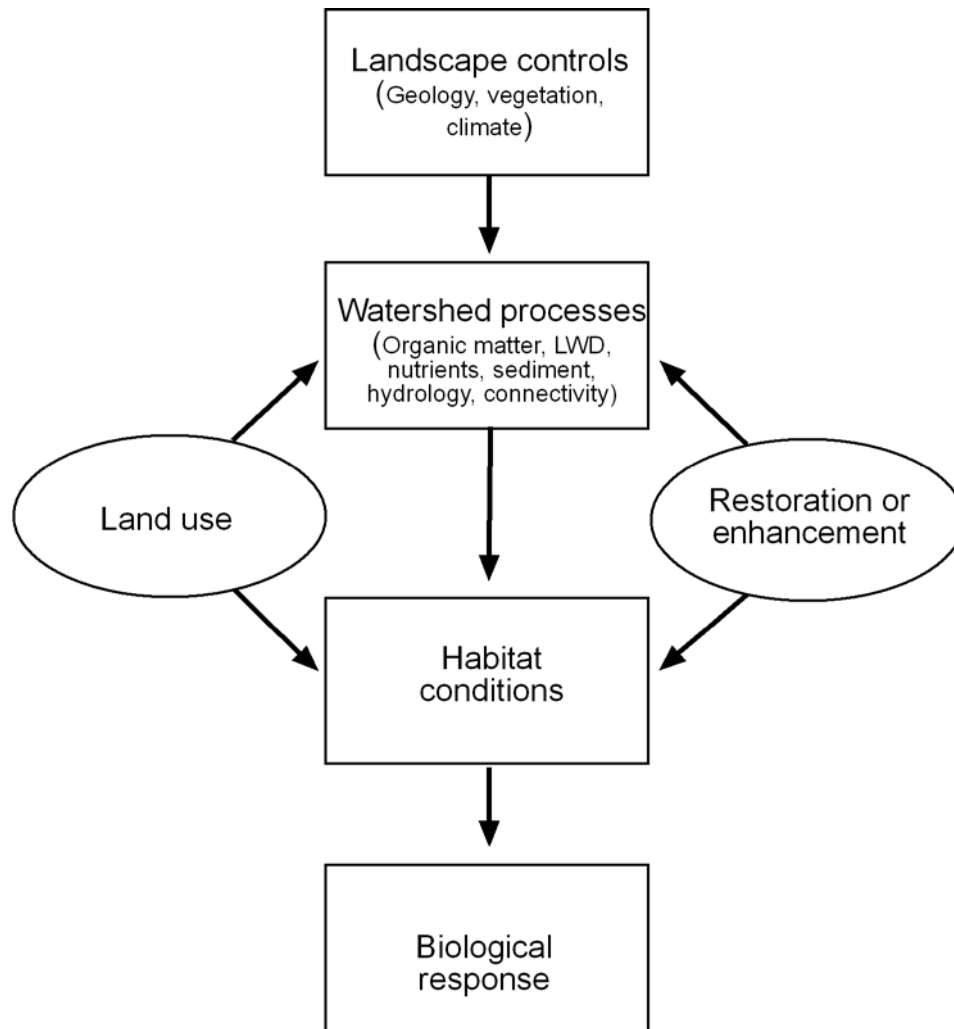 Landscape controls
(Geology, vegetation,
climate)
Watershed processes
(Organic matter, LWD,
nutrients, sediment,
hydrology, connectivity)
Land use
Restoration or
enhancement
Habitat
conditions
Biological
response